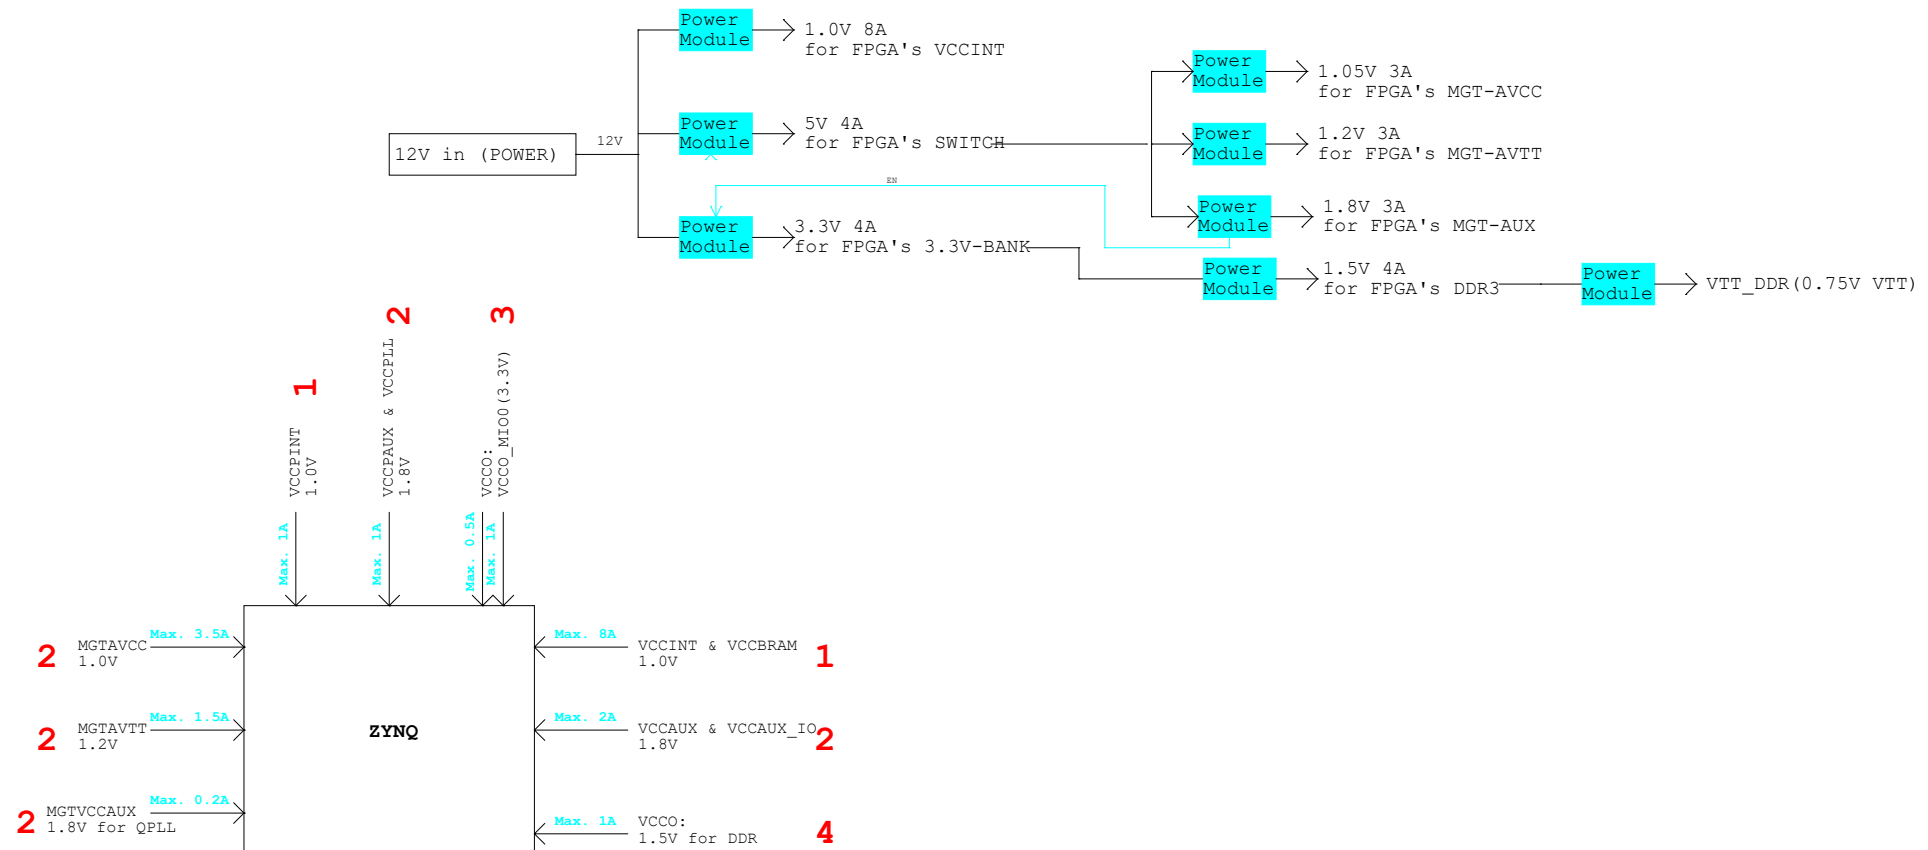 Power
Module
1.0V 8A
for FPGA's VCCINT
Power
Module
1.05V 3A
for FPGA's MGT-AVCC
12V in (POWER)
12V
Power
Module
5V 4A
for FPGA's SWITCH
Power
Module
1.2V 3A
for FPGA's MGT-AVTT
EN
Power
Module
1.8V 3A
for FPGA's MGT-AUX
Power
Module
3.3V 4A
for FPGA's 3.3V-BANK
Power
Module
1.5V 4A
for FPGA's DDR3
Power
Module
VTT_DDR(0.75V VTT)
1
VCCPINT
1.0V
Max. 1A
2
VCCPAUX & VCCPLL
1.8V
Max. 1A
3
VCCO:
VCCO_MIO0(3.3V)
Max. 0.5A
Max. 1A
2
MGTAVCC
1.0V
Max. 3.5A
2
MGTAVTT
1.2V
Max. 1.5A
2
MGTVCCAUX
1.8V for QPLL
Max. 0.2A
ZYNQ
Max. 8A
VCCINT & VCCBRAM
1.0V
1
Max. 2A
VCCAUX & VCCAUX_IO
1.8V
2
Max. 1A
VCCO:
1.5V for DDR
4